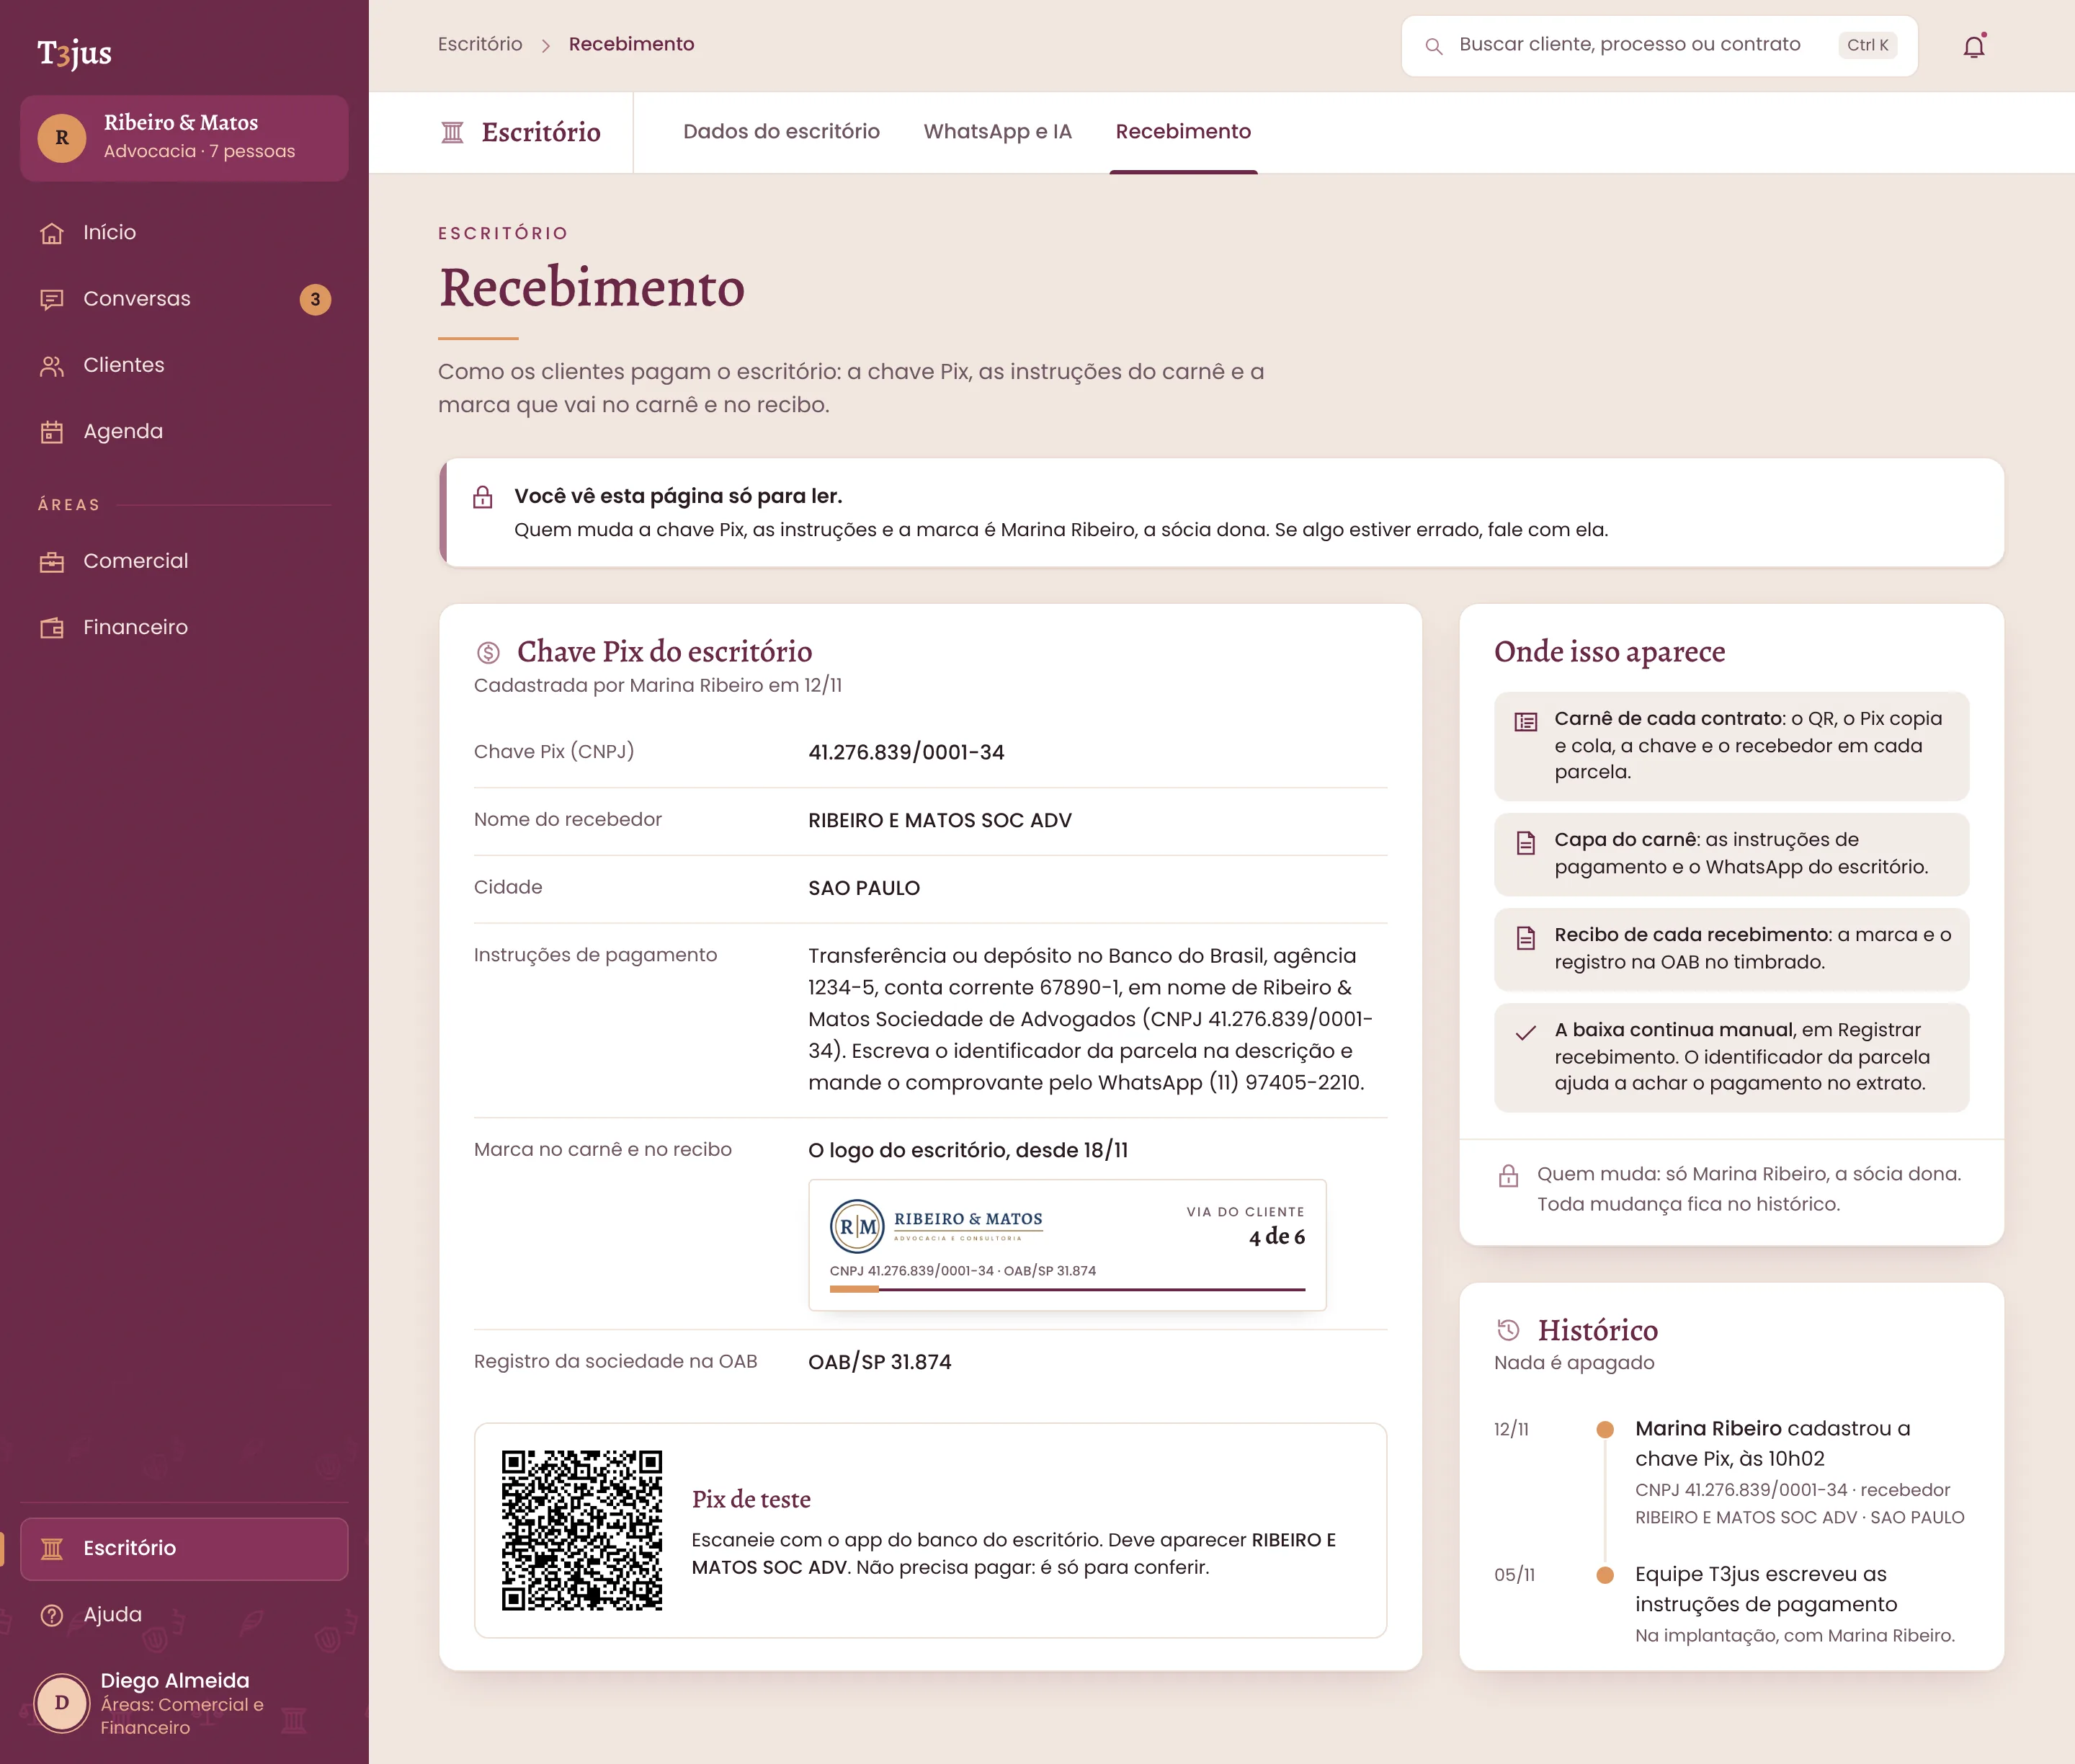 T3jus
R
Ribeiro & Matos
Advocacia · 7 pessoas
Início
Conversas
3
Clientes
Agenda
ÁREAS
Comercial
Financeiro
Escritório
Ajuda
D
Diego Almeida
Áreas: Comercial e
Financeiro
Escritório
Recebimento
Buscar cliente, processo ou contrato
Ctrl K
Escritório
Dados do escritório
WhatsApp e IA
Recebimento
ESCRITÓRIO
Recebimento
Como os clientes pagam o escritório: a chave Pix, as instruções do carnê e a
marca que vai no carnê e no recibo.
Você vê esta página só para ler.
Quem muda a chave Pix, as instruções e a marca é Marina Ribeiro, a sócia dona. Se algo estiver errado, fale com ela.
Chave Pix do escritório
Cadastrada por Marina Ribeiro em 12/11
Chave Pix (CNPJ)
41.276.839/0001-34
Nome do recebedor
RIBEIRO E MATOS SOC ADV
Cidade
SAO PAULO
Instruções de pagamento
Transferência ou depósito no Banco do Brasil, agência
1234-5, conta corrente 67890-1, em nome de Ribeiro &
Matos Sociedade de Advogados (CNPJ 41.276.839/0001-
34). Escreva o identificador da parcela na descrição e
mande o comprovante pelo WhatsApp (11) 97405-2210.
Marca no carnê e no recibo
O logo do escritório, desde 18/11
R|M
RIBEIRO & MATOS
ADVOCACIA E CONSULTORIA
VIA DO CLIENTE
4 de 6
CNPJ 41.276.839/0001-34 · OAB/SP 31.874
Registro da sociedade na OAB
OAB/SP 31.874
Pix de teste
Escaneie com o app do banco do escritório. Deve aparecer RIBEIRO E
MATOS SOC ADV. Não precisa pagar: é só para conferir.
Onde isso aparece
Carnê de cada contrato: o QR, o Pix copia
e cola, a chave e o recebedor em cada
parcela.
Capa do carnê: as instruções de
pagamento e o WhatsApp do escritório.
Recibo de cada recebimento: a marca e o
registro na OAB no timbrado.
A baixa continua manual, em Registrar
recebimento. O identificador da parcela
ajuda a achar o pagamento no extrato.
Quem muda: só Marina Ribeiro, a sócia dona.
Toda mudança fica no histórico.
Histórico
Nada é apagado
12/11
Marina Ribeiro cadastrou a
chave Pix, às 10h02
CNPJ 41.276.839/0001-34 · recebedor
RIBEIRO E MATOS SOC ADV · SAO PAULO
05/11
Equipe T3jus escreveu as
instruções de pagamento
Na implantação, com Marina Ribeiro.